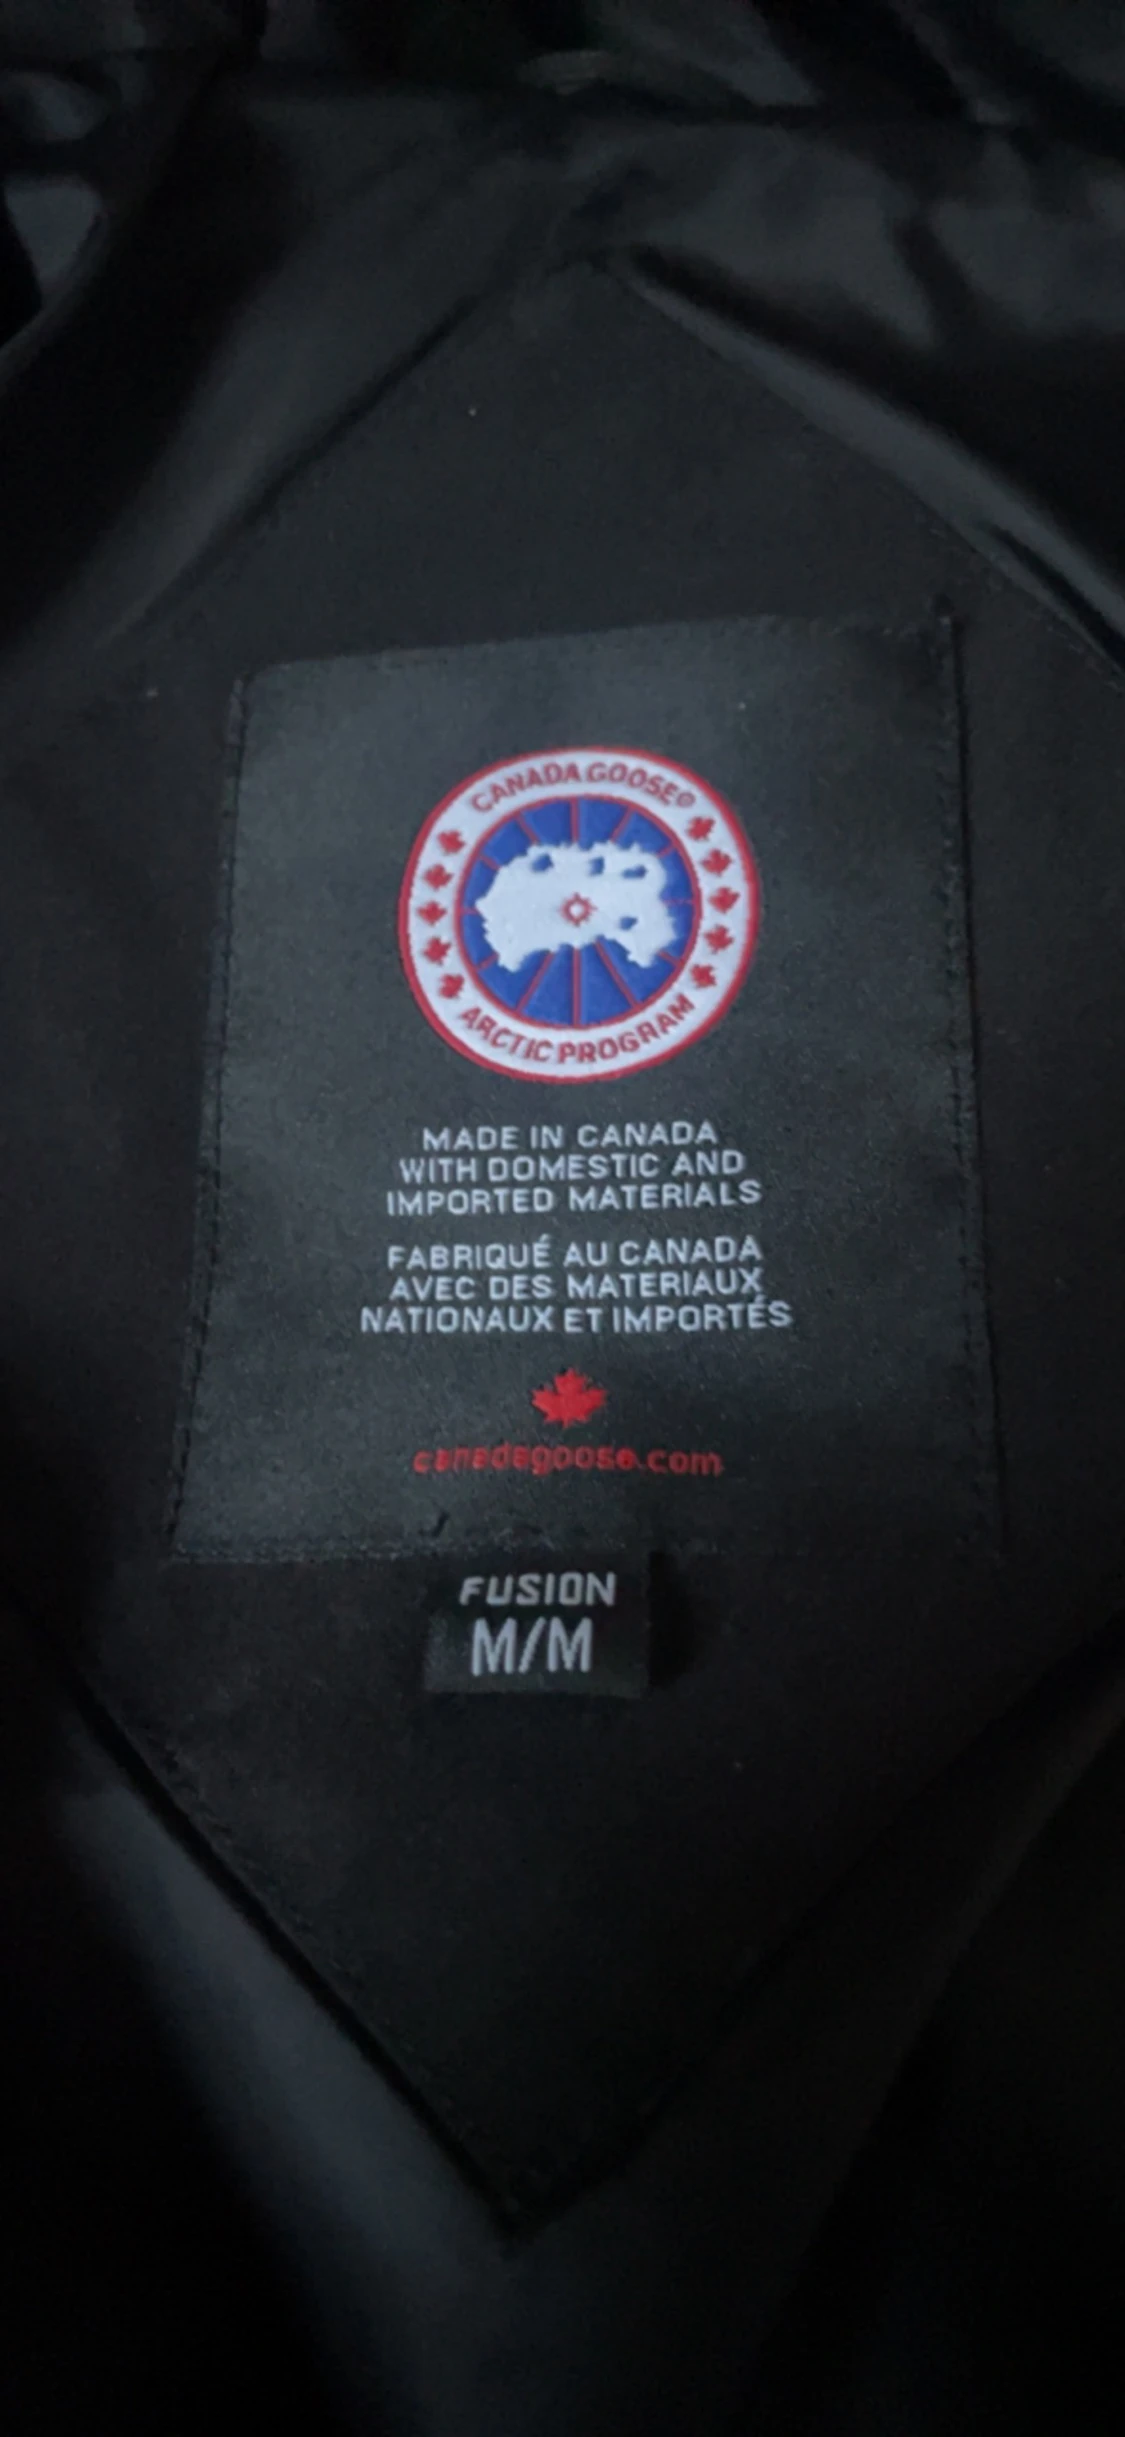 CANADA GOOSE®
ARCTIC PROGRAM
MADE IN CANADA
WITH DOMESTIC AND
IMPORTED MATERIALS
FABRIQUÉ AU CANADA
AVEC DES MATERIAUX
NATIONAUX ET IMPORTÉS
canadagoose.com
FUSION
M/M